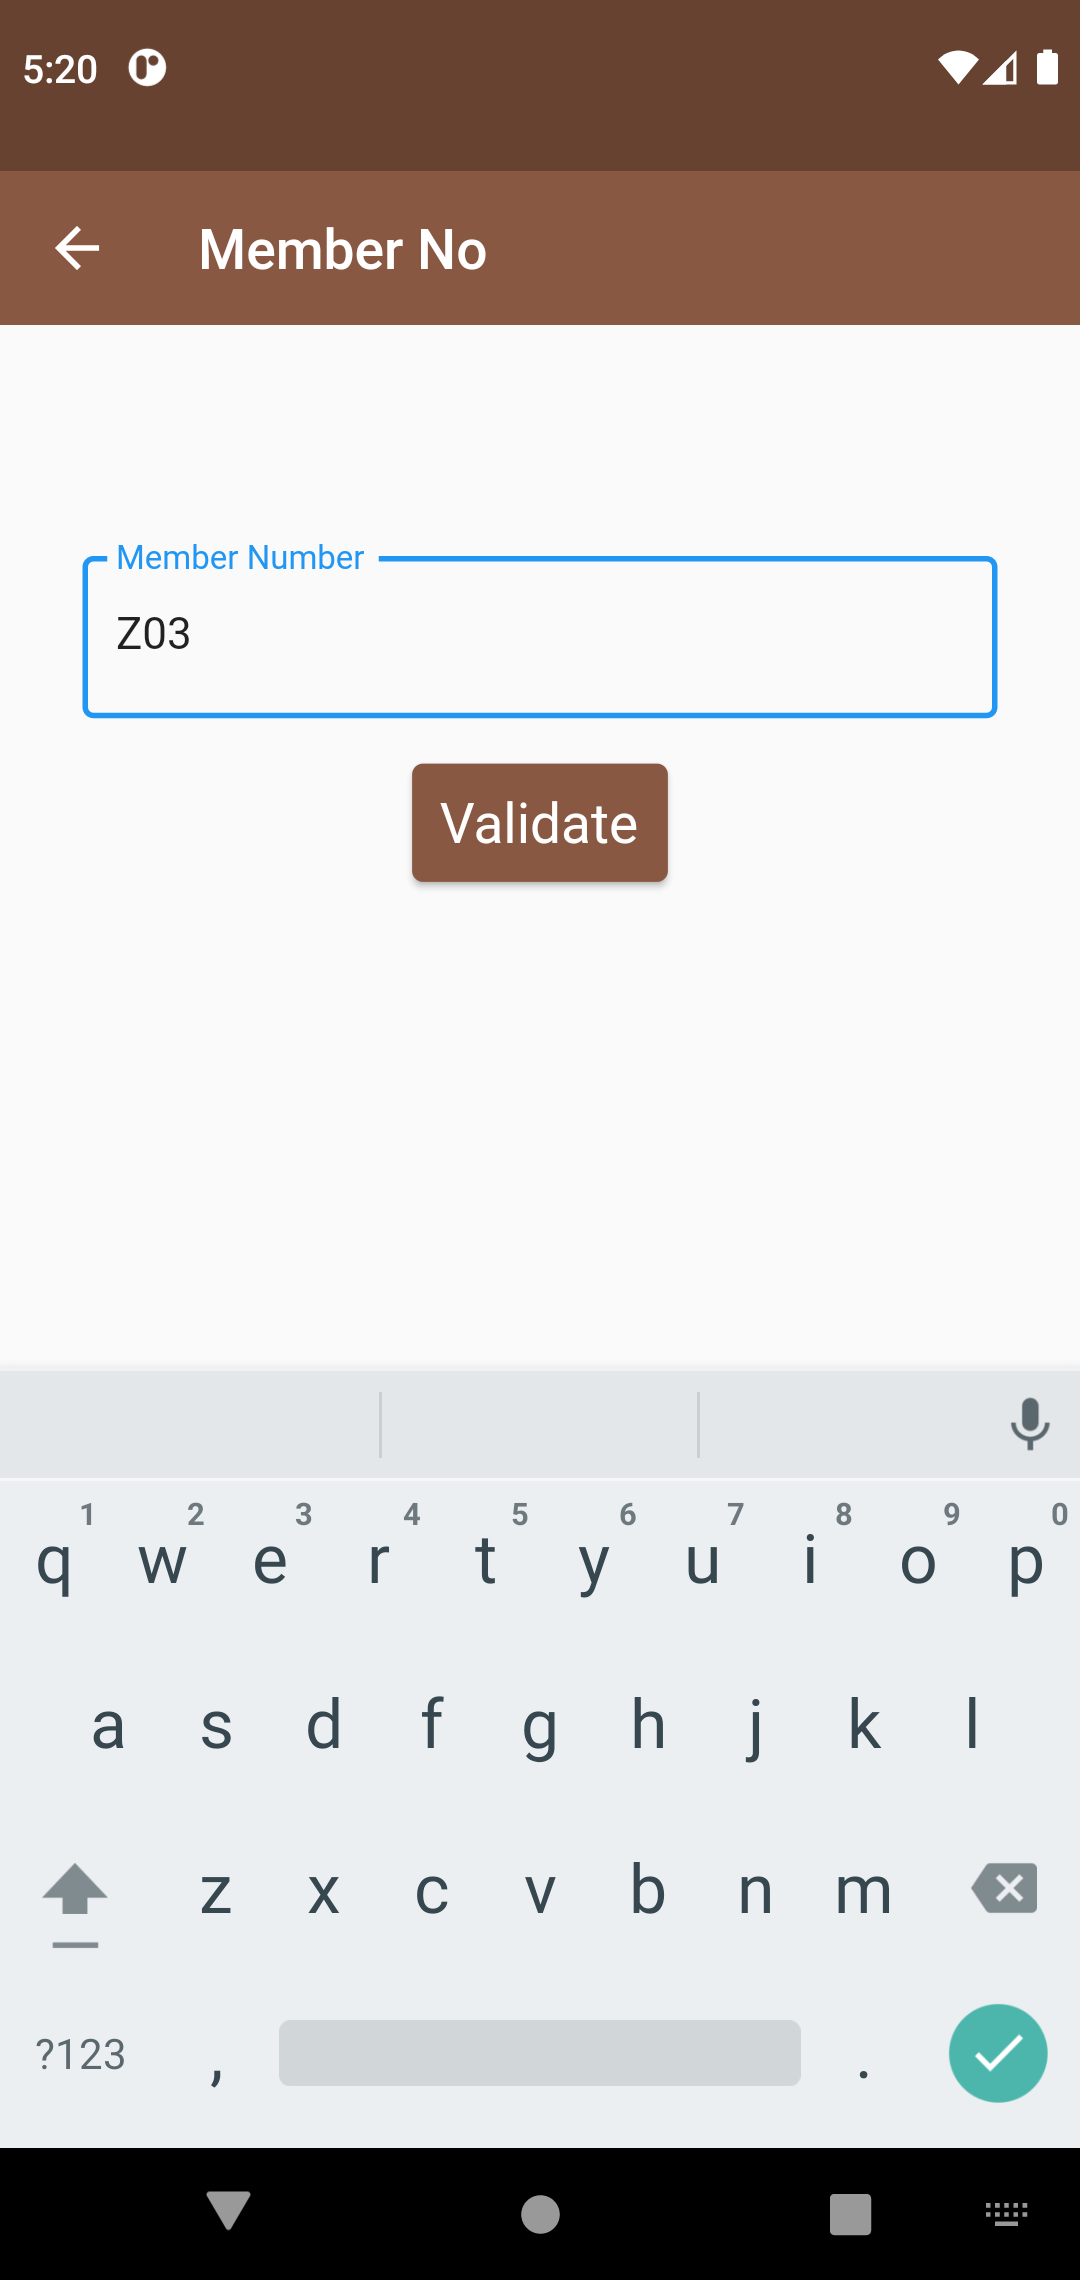 5:20
Member No
Member Number
Z03
Validate
1 2 3 4 5 6 7 8 9 0
q w e r t y u i o p
a s d f g h j k l
z x c v b n m
?123 , .